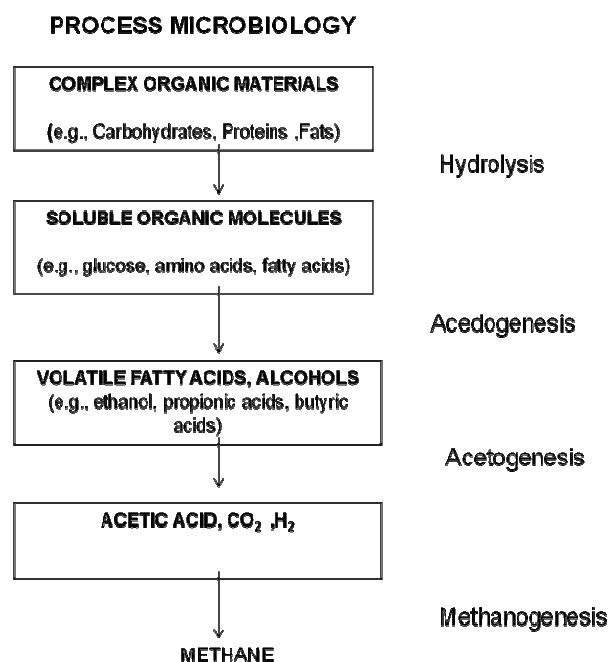 PROCESS MICROBIOLOGY
COMPLEX ORGANIC MATERIALS
(e.g., Carbohydrates, Proteins ,Fats)
Hydrolysis
SOLUBLE ORGANIC MOLECULES
(e.g., glucose, amino acids, fatty acids)
Acedogenesis
VOLATILE FATTY ACIDS, ALCOHOLS
(e.g., ethanol, propionic acids, butyric
acids)
Acetogenesis
ACETIC ACID, CO₂ ,H₂
Methanogenesis
METHANE